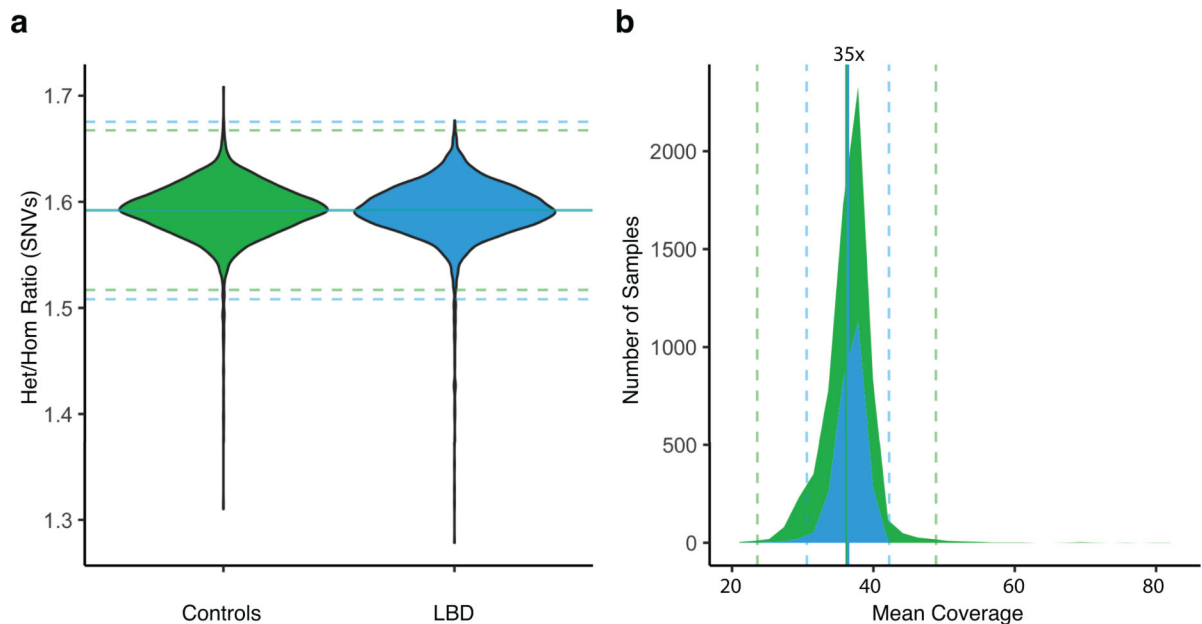 a
Het/Hom Ratio (SNVs)
1.7
1.6
1.5
1.4
1.3
Controls
LBD
b
35x
Number of Samples
2000
1500
1000
500
0
20
40
60
80
Mean Coverage